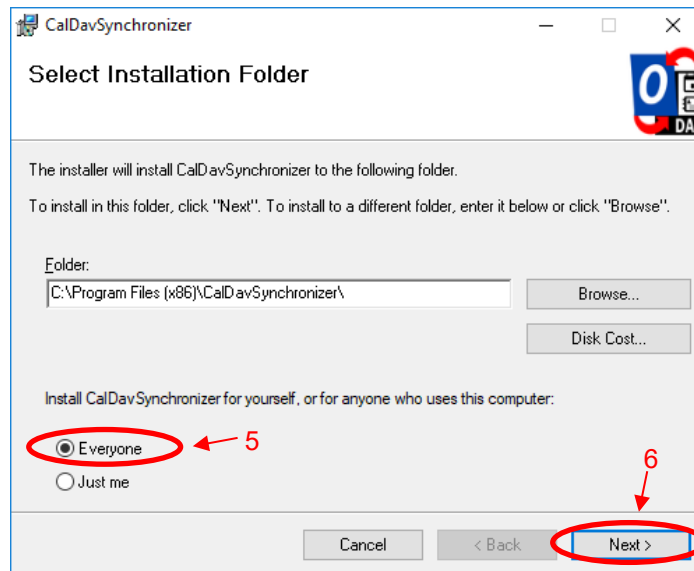 CalDavSynchronizer
Select Installation Folder
O
DA
The installer will install CalDavSynchronizer to the following folder.
To install in this folder, click "Next". To install to a different folder, enter it below or click "Browse".
Folder:
C:\Program Files (x86)\CalDavSynchronizer\
Browse...
Disk Cost...
Install CalDavSynchronizer for yourself, or for anyone who uses this computer:
Everyone
5
Just me
6
Cancel
< Back
Next >